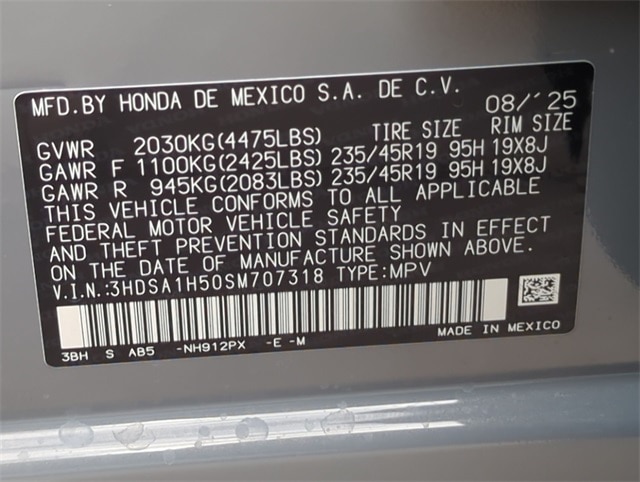 MFD.BY HONDA DE MEXICO S.A. DE C.V. 08/'25
TIRE SIZE RIM SIZE
GVWR 2030KG(4475LBS)
GAWR F 1100KG(2425LBS) 235/45R19 95H 19X8J
GAWR R 945KG(2083LBS) 235/45R19 95H 19X8J
THIS VEHICLE CONFORMS TO ALL APPLICABLE
FEDERAL MOTOR VEHICLE SAFETY
AND THEFT PREVENTION STANDARDS IN EFFECT
ON THE DATE OF MANUFACTURE SHOWN ABOVE.
V.I.N.:3HDSA1H50SM707318 TYPE:MPV
3BH S AB5 -NH912PX -E -M MADE IN MEXICO